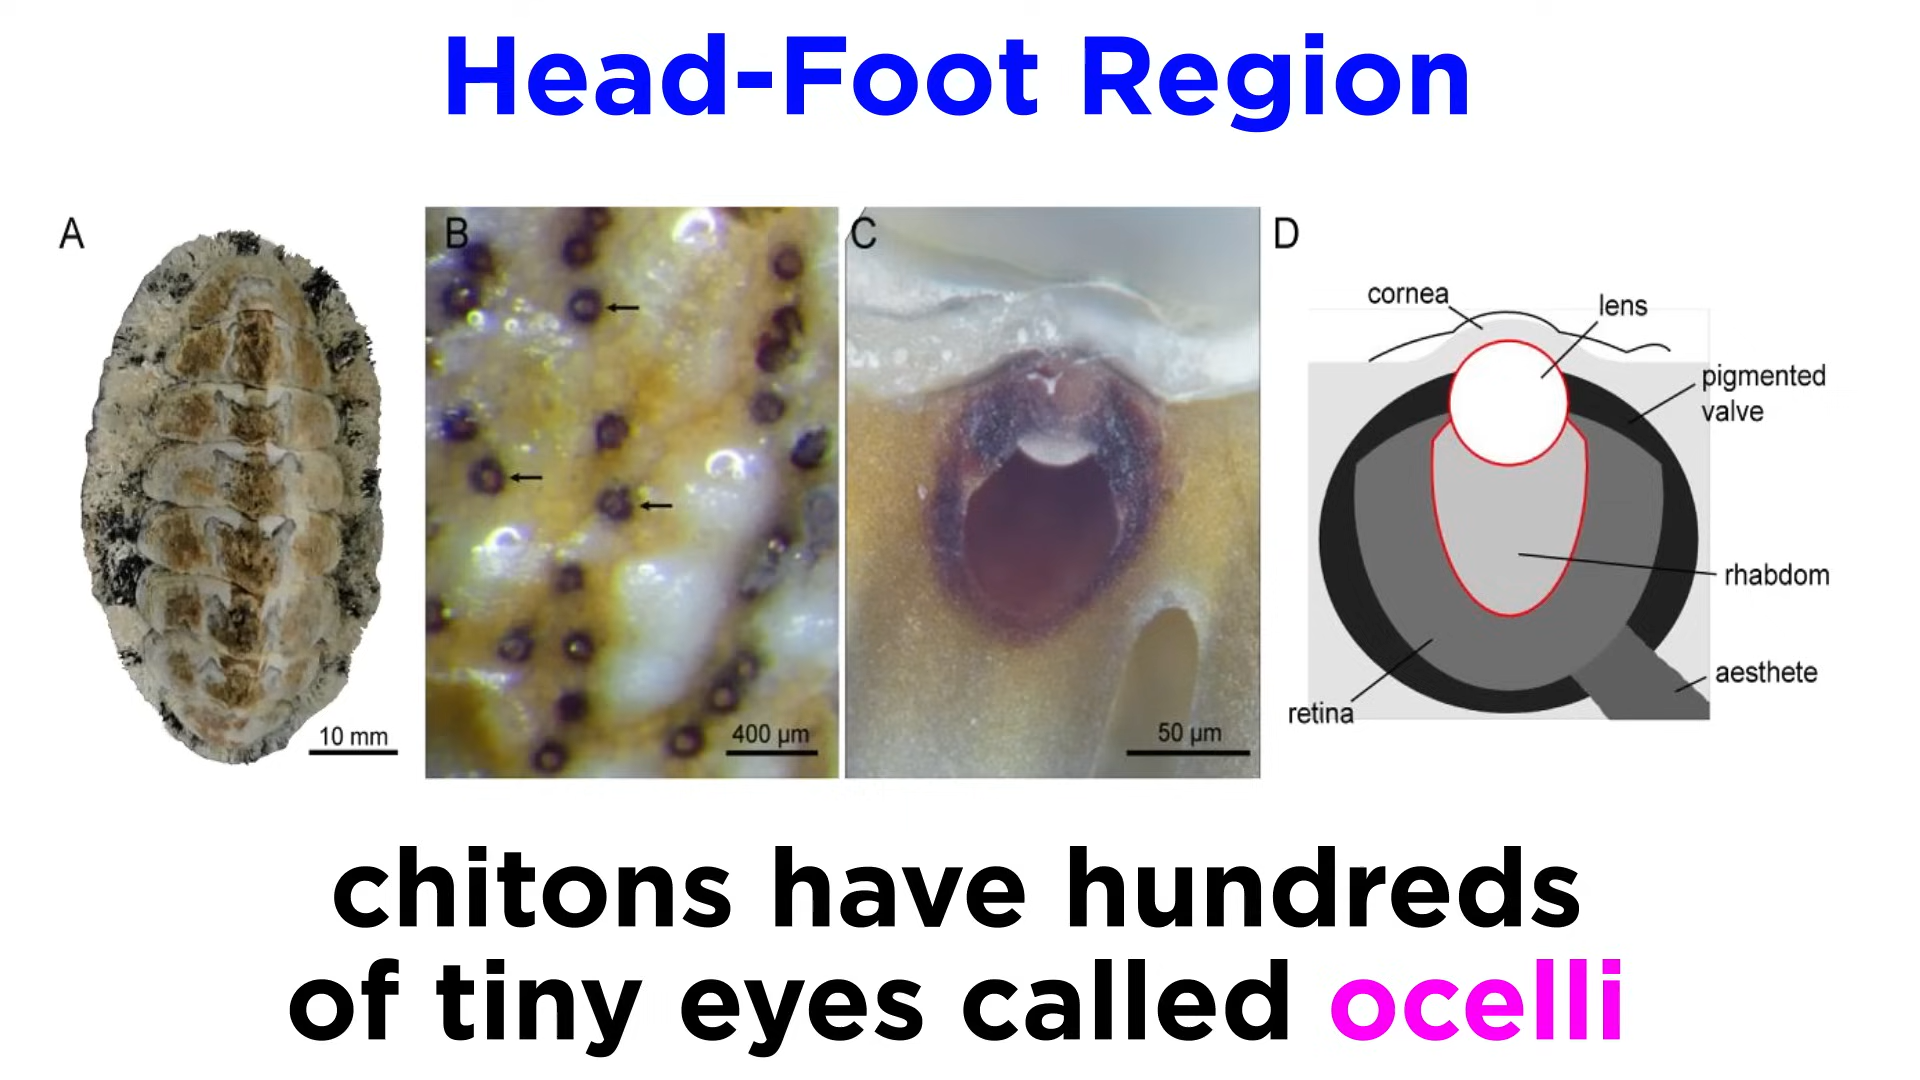 Head-Foot Region
A
B
C
D
cornea
lens
pigmented
valve
rhabdom
aesthete
retina
10 mm
400 µm
50 µm
chitons have hundreds
of tiny eyes called ocelli